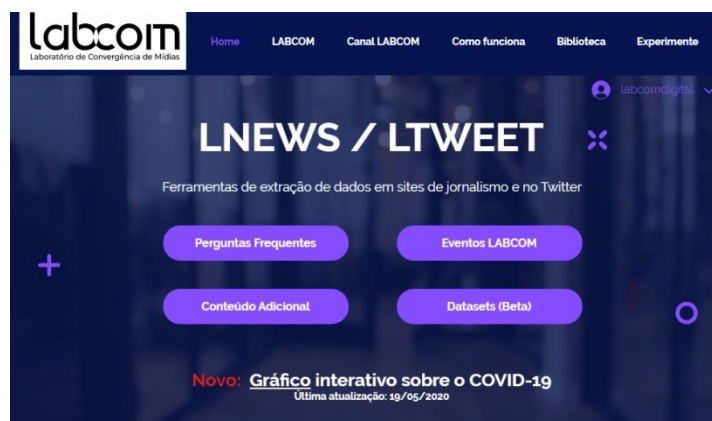 labcom
Laboratório de Convergência de Mídias
Home LABCOM Canal LABCOM Como funciona Biblioteca Experimente
labcomdigital
LNEWS / LTWEET
Ferramentas de extração de dados em sites de jornalismo e no Twitter
Perguntas Frequentes Eventos LABCOM
Conteúdo Adicional Datasets (Beta)
Novo: Gráfico interativo sobre o COVID-19
Última atualização: 19/05/2020